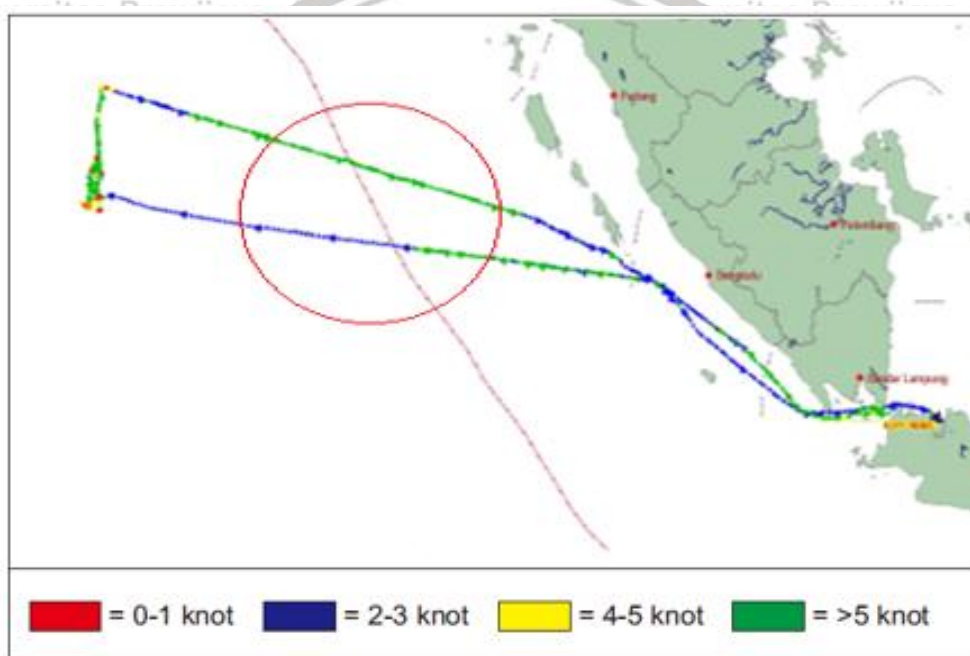 Padang
Palembang
Bengkulu
Bandar Lampung
= 0-1 knot = 2-3 knot = 4-5 knot = >5 knot